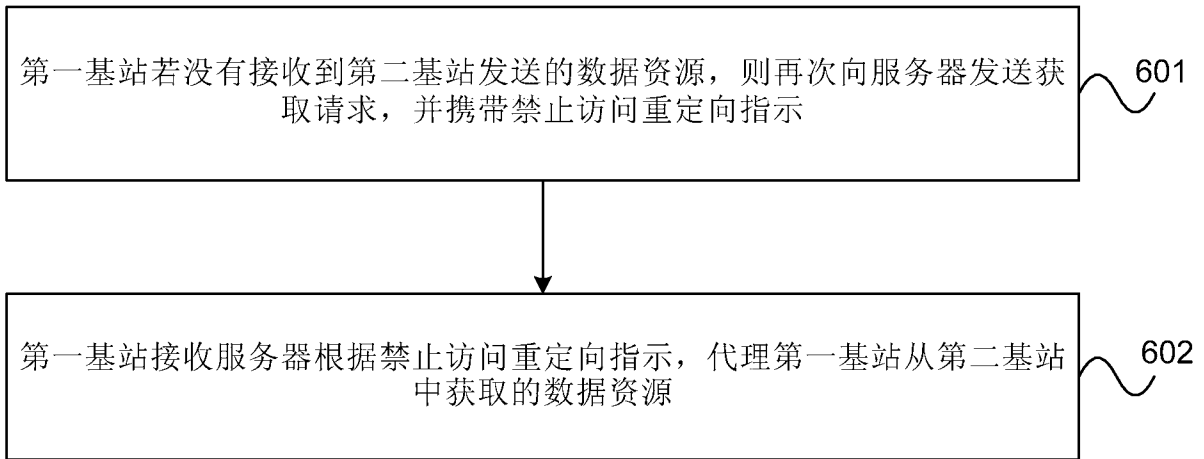 第一基站若没有接收到第二基站发送的数据资源，则再次向服务器发送获
取请求，并携带禁止访问重定向指示
601
第一基站接收服务器根据禁止访问重定向指示，代理第一基站从第二基站
中获取的数据资源
602